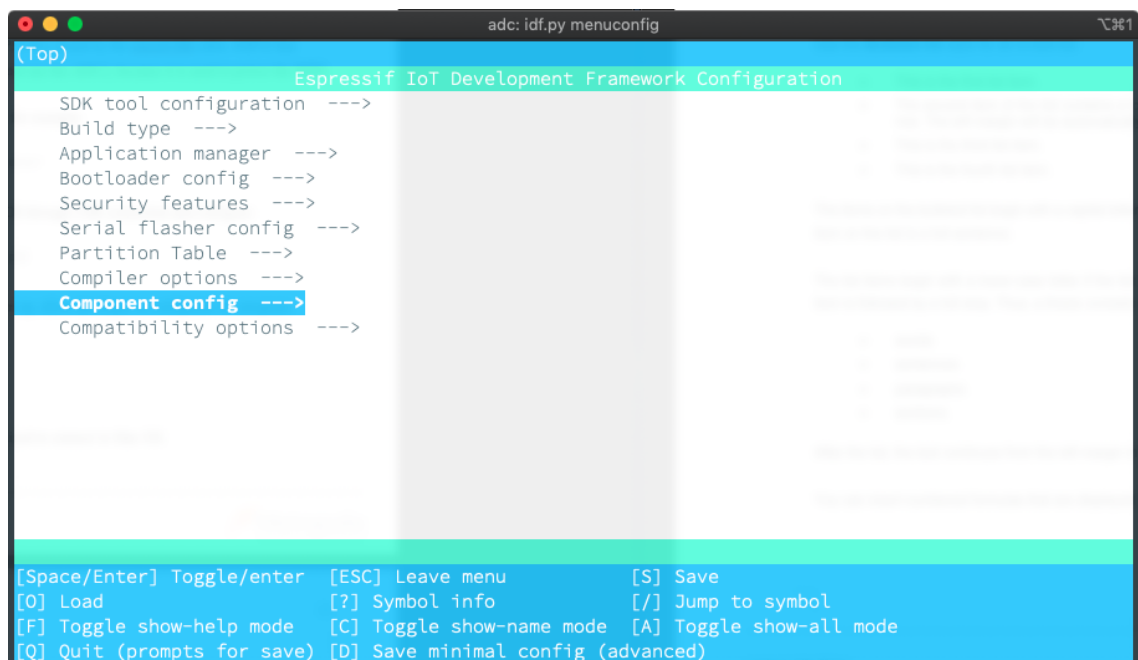 adc: idf.py menuconfig
⌥⌘1
(Top)
Espressif IoT Development Framework Configuration
SDK tool configuration --->
Build type --->
Application manager --->
Bootloader config --->
Security features --->
Serial flasher config --->
Partition Table --->
Compiler options --->
Component config --->
Compatibility options --->
[Space/Enter] Toggle/enter [ESC] Leave menu [S] Save
[O] Load [?] Symbol info [/] Jump to symbol
[F] Toggle show-help mode [C] Toggle show-name mode [A] Toggle show-all mode
[Q] Quit (prompts for save) [D] Save minimal config (advanced)